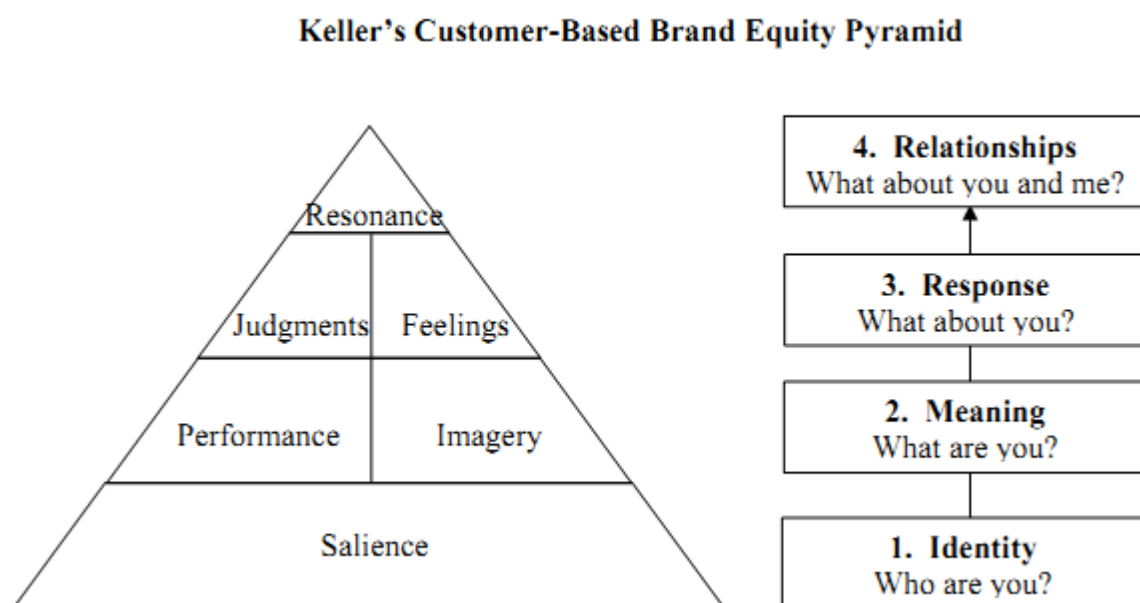 Keller's Customer-Based Brand Equity Pyramid
Resonance
Judgments
Feelings
Performance
Imagery
Salience
4. Relationships
What about you and me?
3. Response
What about you?
2. Meaning
What are you?
1. Identity
Who are you?